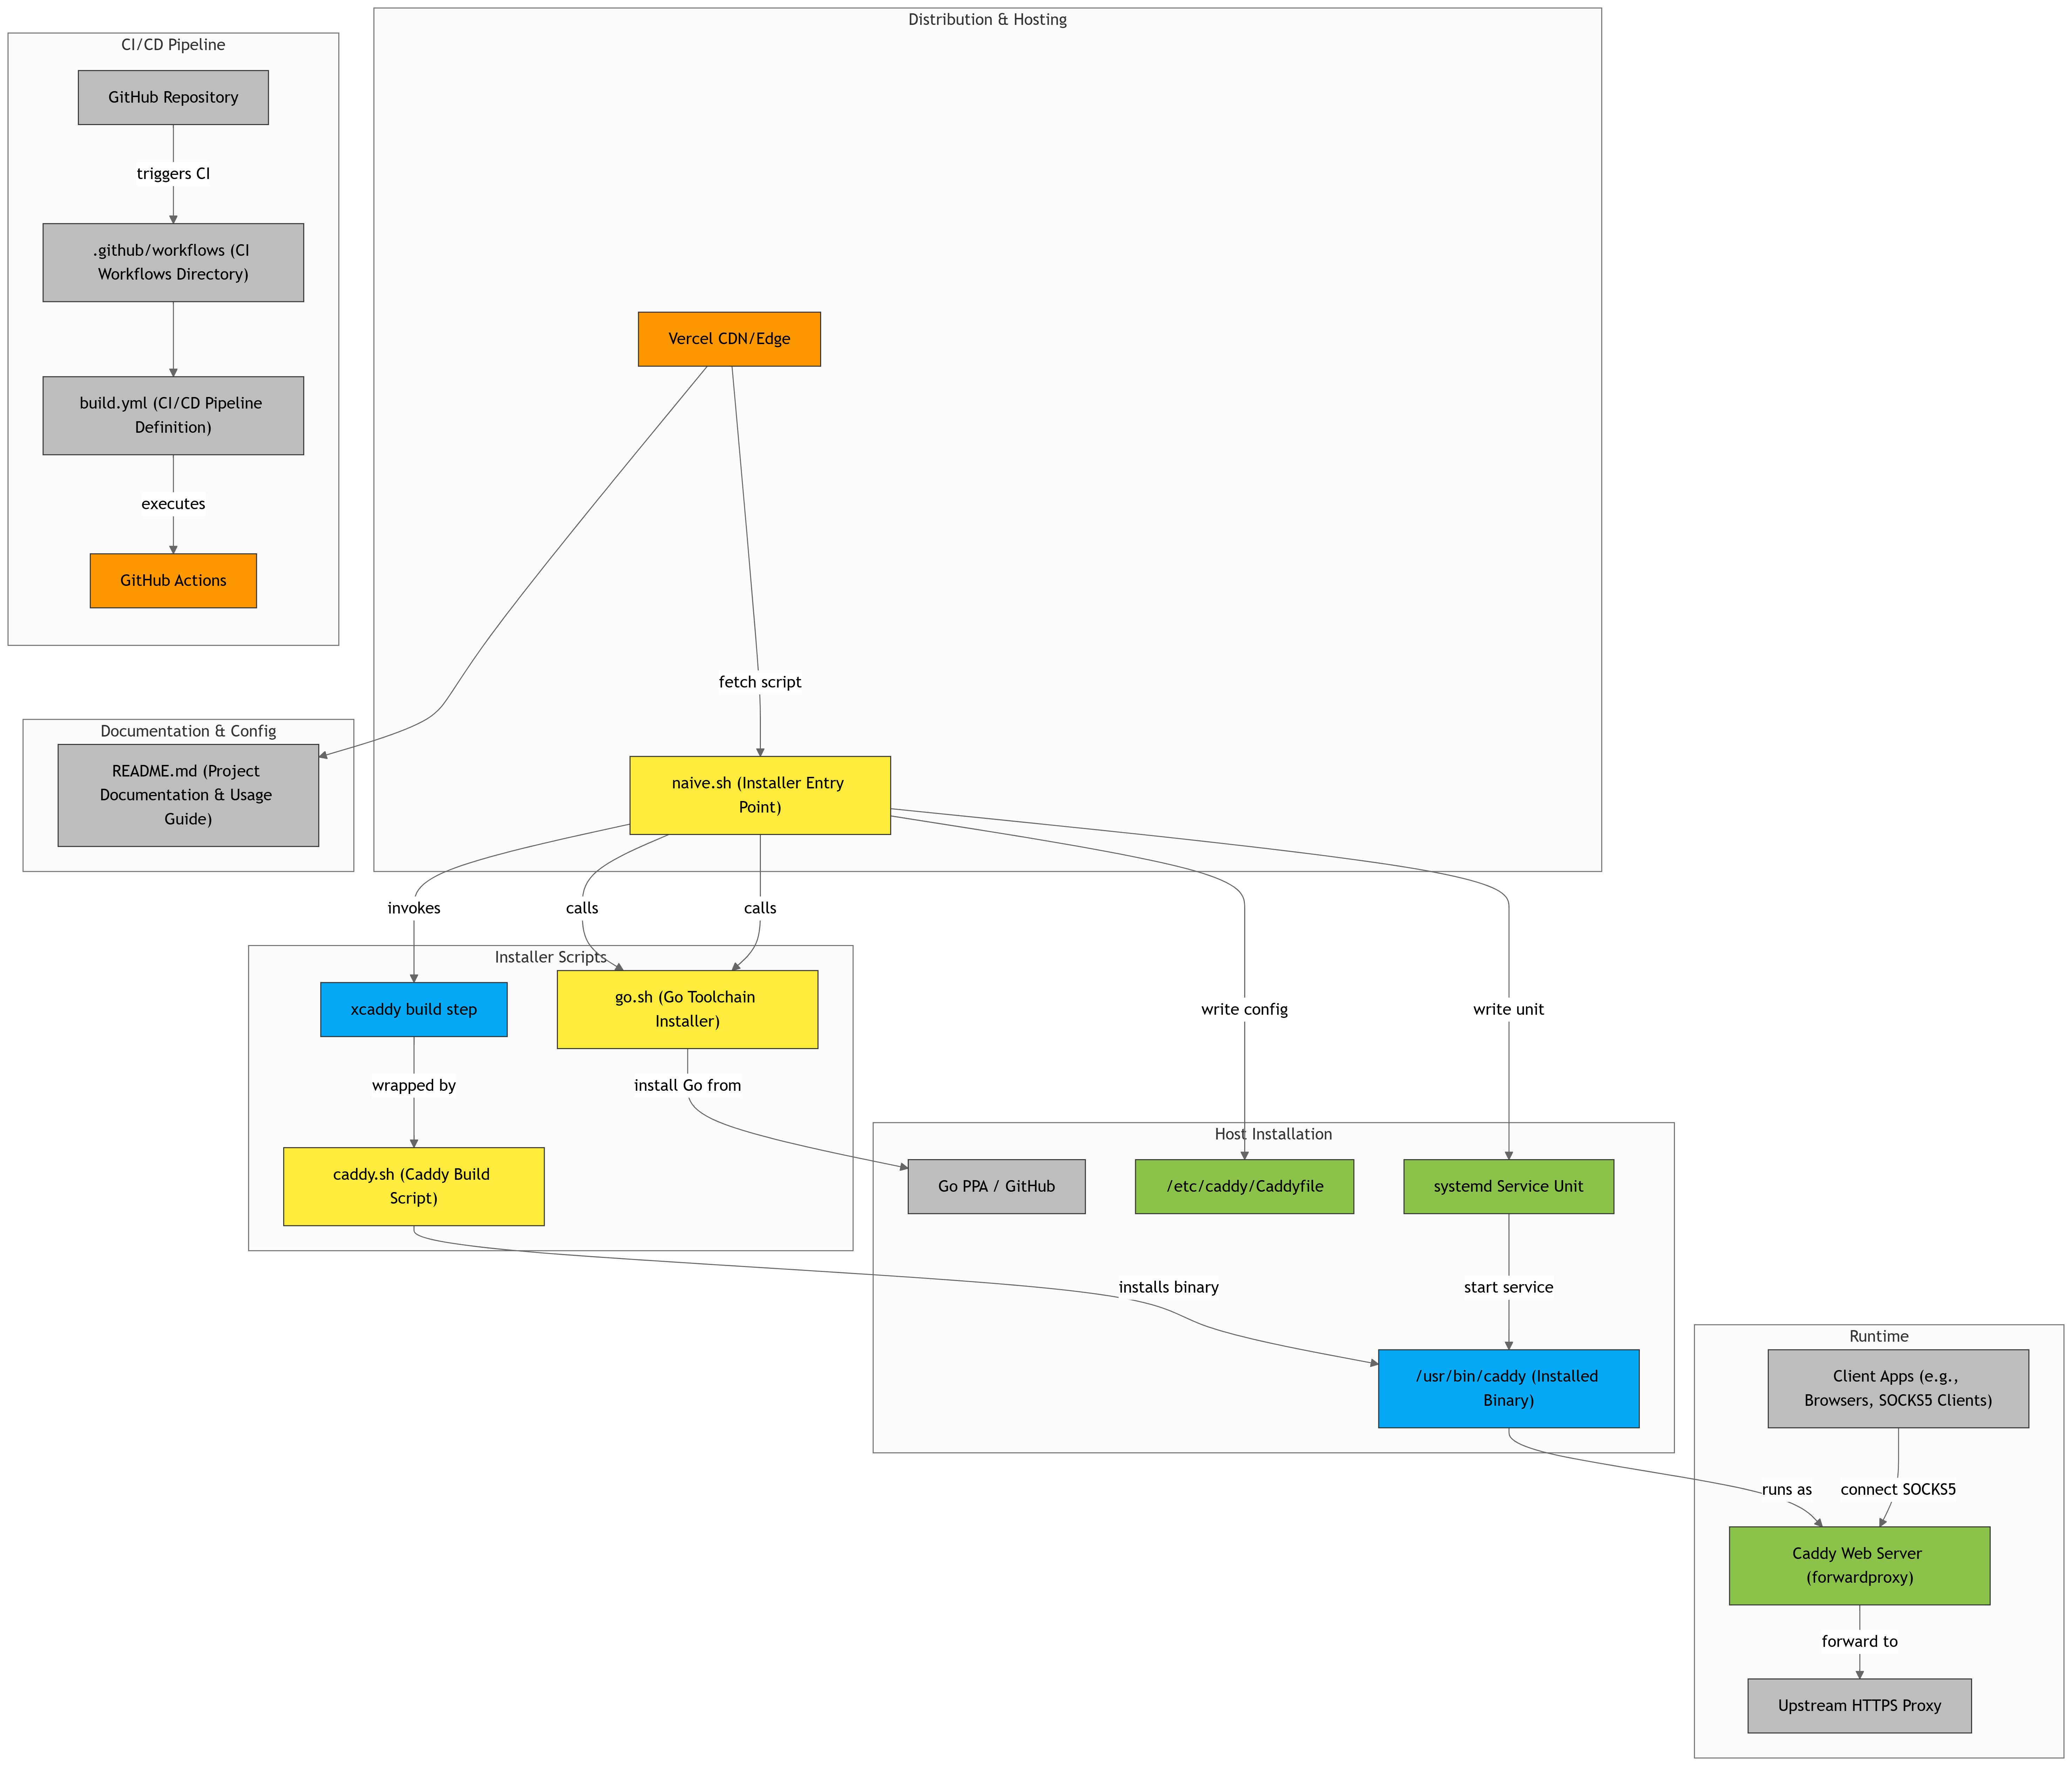 Distribution & Hosting
CI/CD Pipeline
GitHub Repository
triggers CI
.github/workflows (CI
Workflows Directory)
build.yml (CI/CD Pipeline
Definition)
executes
GitHub Actions
Vercel CDN/Edge
fetch script
Documentation & Config
README.md (Project
Documentation & Usage
Guide)
naive.sh (Installer Entry
Point)
invokes
calls
calls
write config
write unit
Installer Scripts
xcaddy build step
go.sh (Go Toolchain
Installer)
wrapped by
install Go from
caddy.sh (Caddy Build
Script)
Host Installation
Go PPA / GitHub
/etc/caddy/Caddyfile
systemd Service Unit
installs binary
start service
/usr/bin/caddy (Installed
Binary)
Runtime
Client Apps (e.g.,
Browsers, SOCKS5 Clients)
runs as
connect SOCKS5
Caddy Web Server
(forwardproxy)
forward to
Upstream HTTPS Proxy